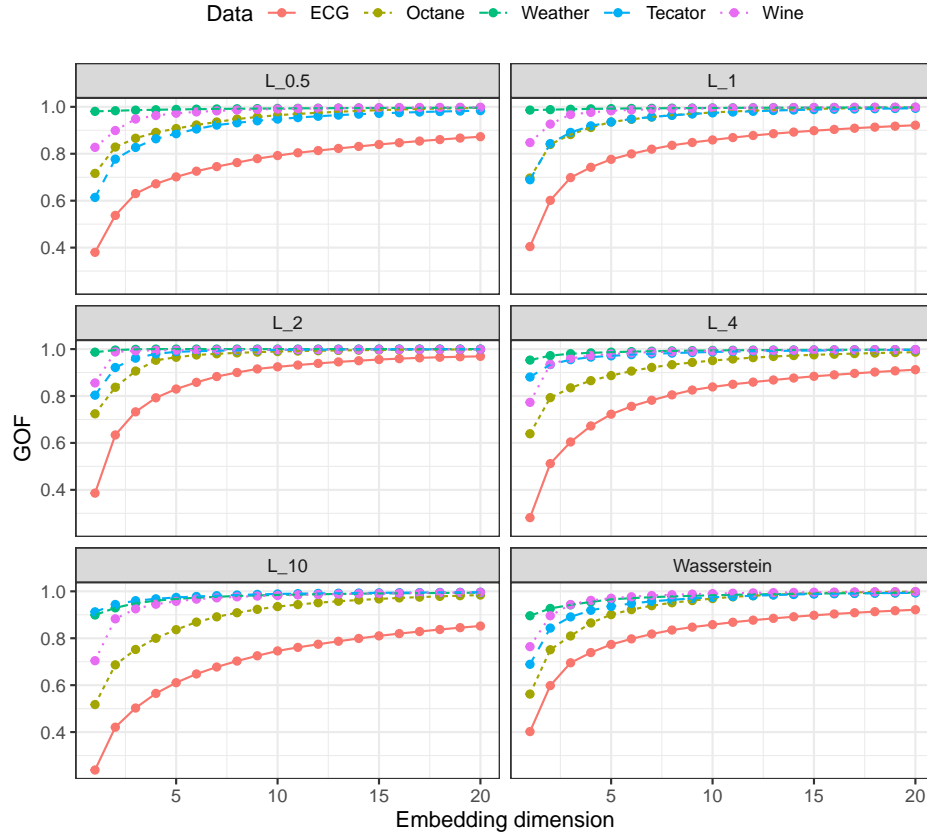 Data ECG Octane Weather Tecator Wine
L_0.5 L_1
1.0
0.8
0.6
0.4
L_2 L_4
1.0
0.8
0.6
0.4
GOF
L_10 Wasserstein
1.0
0.8
0.6
0.4
5 10 15 20 5 10 15 20
Embedding dimension